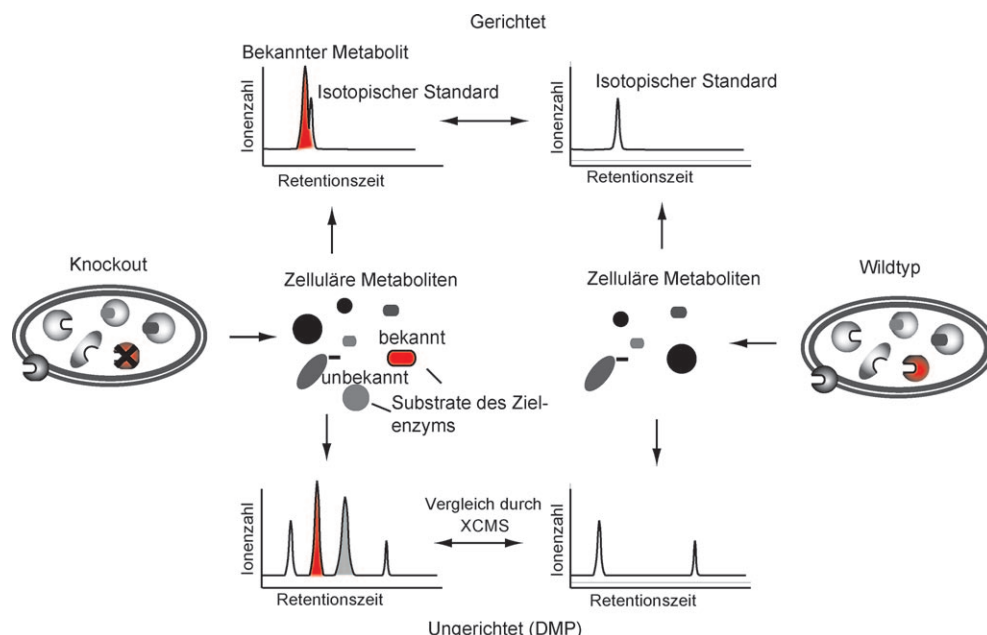 Gerichtet
Bekannter Metabolit
Isotopischer Standard
Ionenzahl
Retentionszeit
Isotopischer Standard
Ionenzahl
Retentionszeit
Knockout
Zelluläre Metaboliten
bekannt
unbekannt
Substrate des Ziel-
enzyms
Zelluläre Metaboliten
Wildtyp
Ionenzahl
Retentionszeit
Vergleich durch
XCMS
Ionenzahl
Retentionszeit
Ungerichtet (DMP)